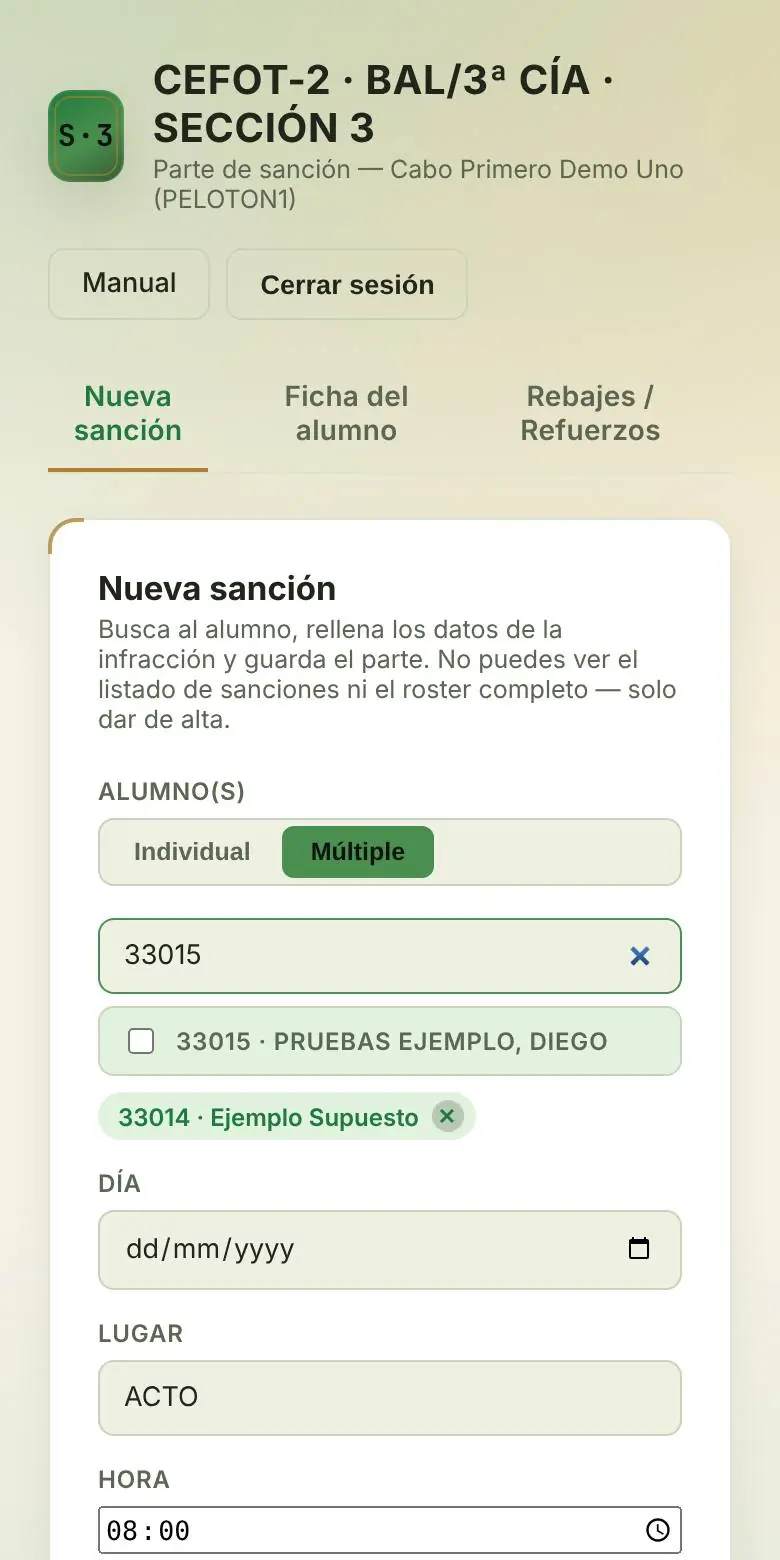 S·3
CEFOT-2 · BAL/3ª CÍA ·
SECCIÓN 3
Parte de sanción — Cabo Primero Demo Uno
(PELOTON1)
Manual
Cerrar sesión
Nueva
sanción
Ficha del
alumno
Rebajes /
Refuerzos
Nueva sanción
Busca al alumno, rellena los datos de la
infracción y guarda el parte. No puedes ver el
listado de sanciones ni el roster completo — solo
dar de alta.
ALUMNO(S)
Individual
Múltiple
33015
33015 · PRUEBAS EJEMPLO, DIEGO
33014 · Ejemplo Supuesto
DÍA
dd/mm/yyyy
LUGAR
ACTO
HORA
08:00